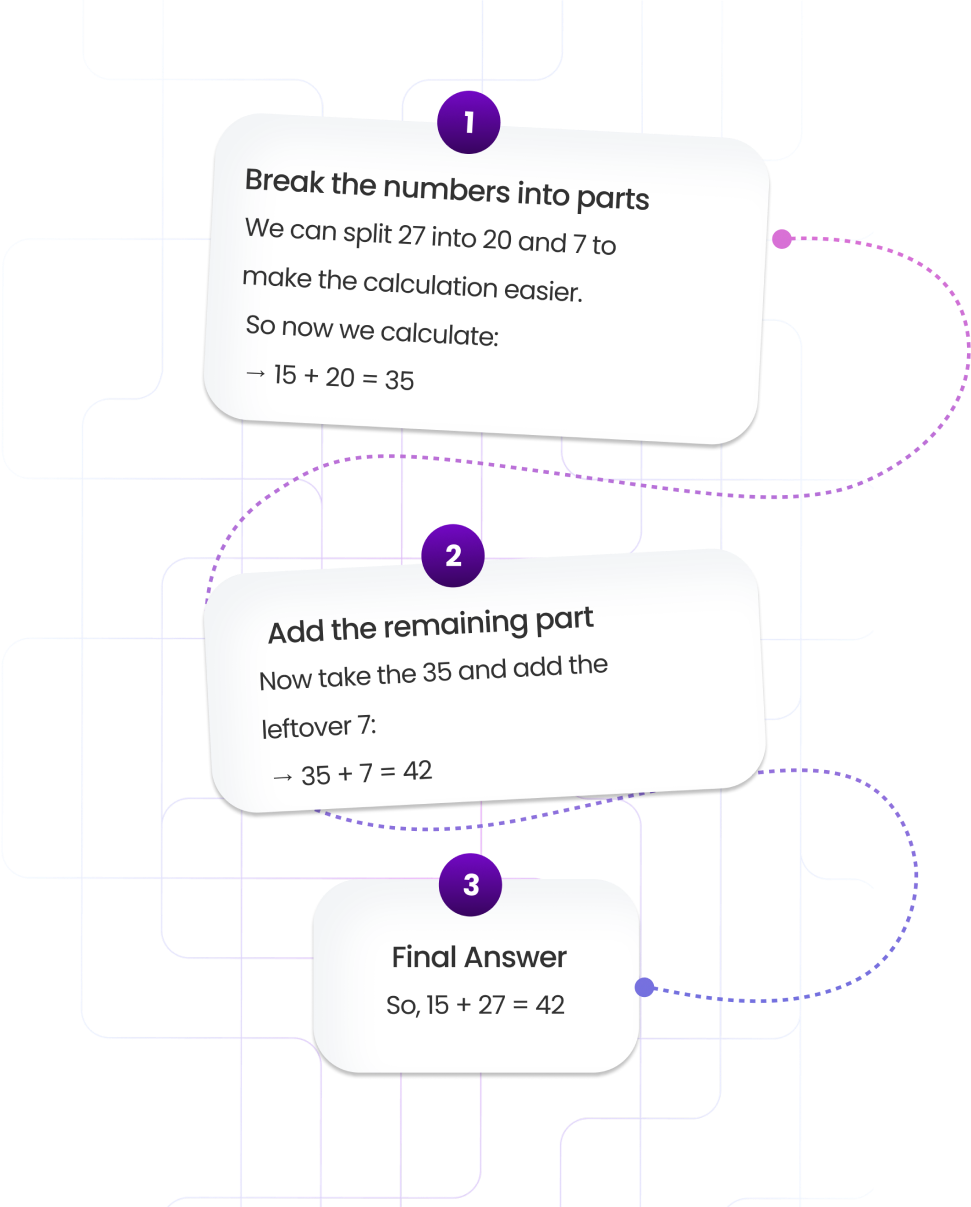 1
Break the numbers into parts
We can split 27 into 20 and 7 to
make the calculation easier.
So now we calculate:
→ 15 + 20 = 35
2
Add the remaining part
Now take the 35 and add the
leftover 7:
→ 35 + 7 = 42
3
Final Answer
So, 15 + 27 = 42